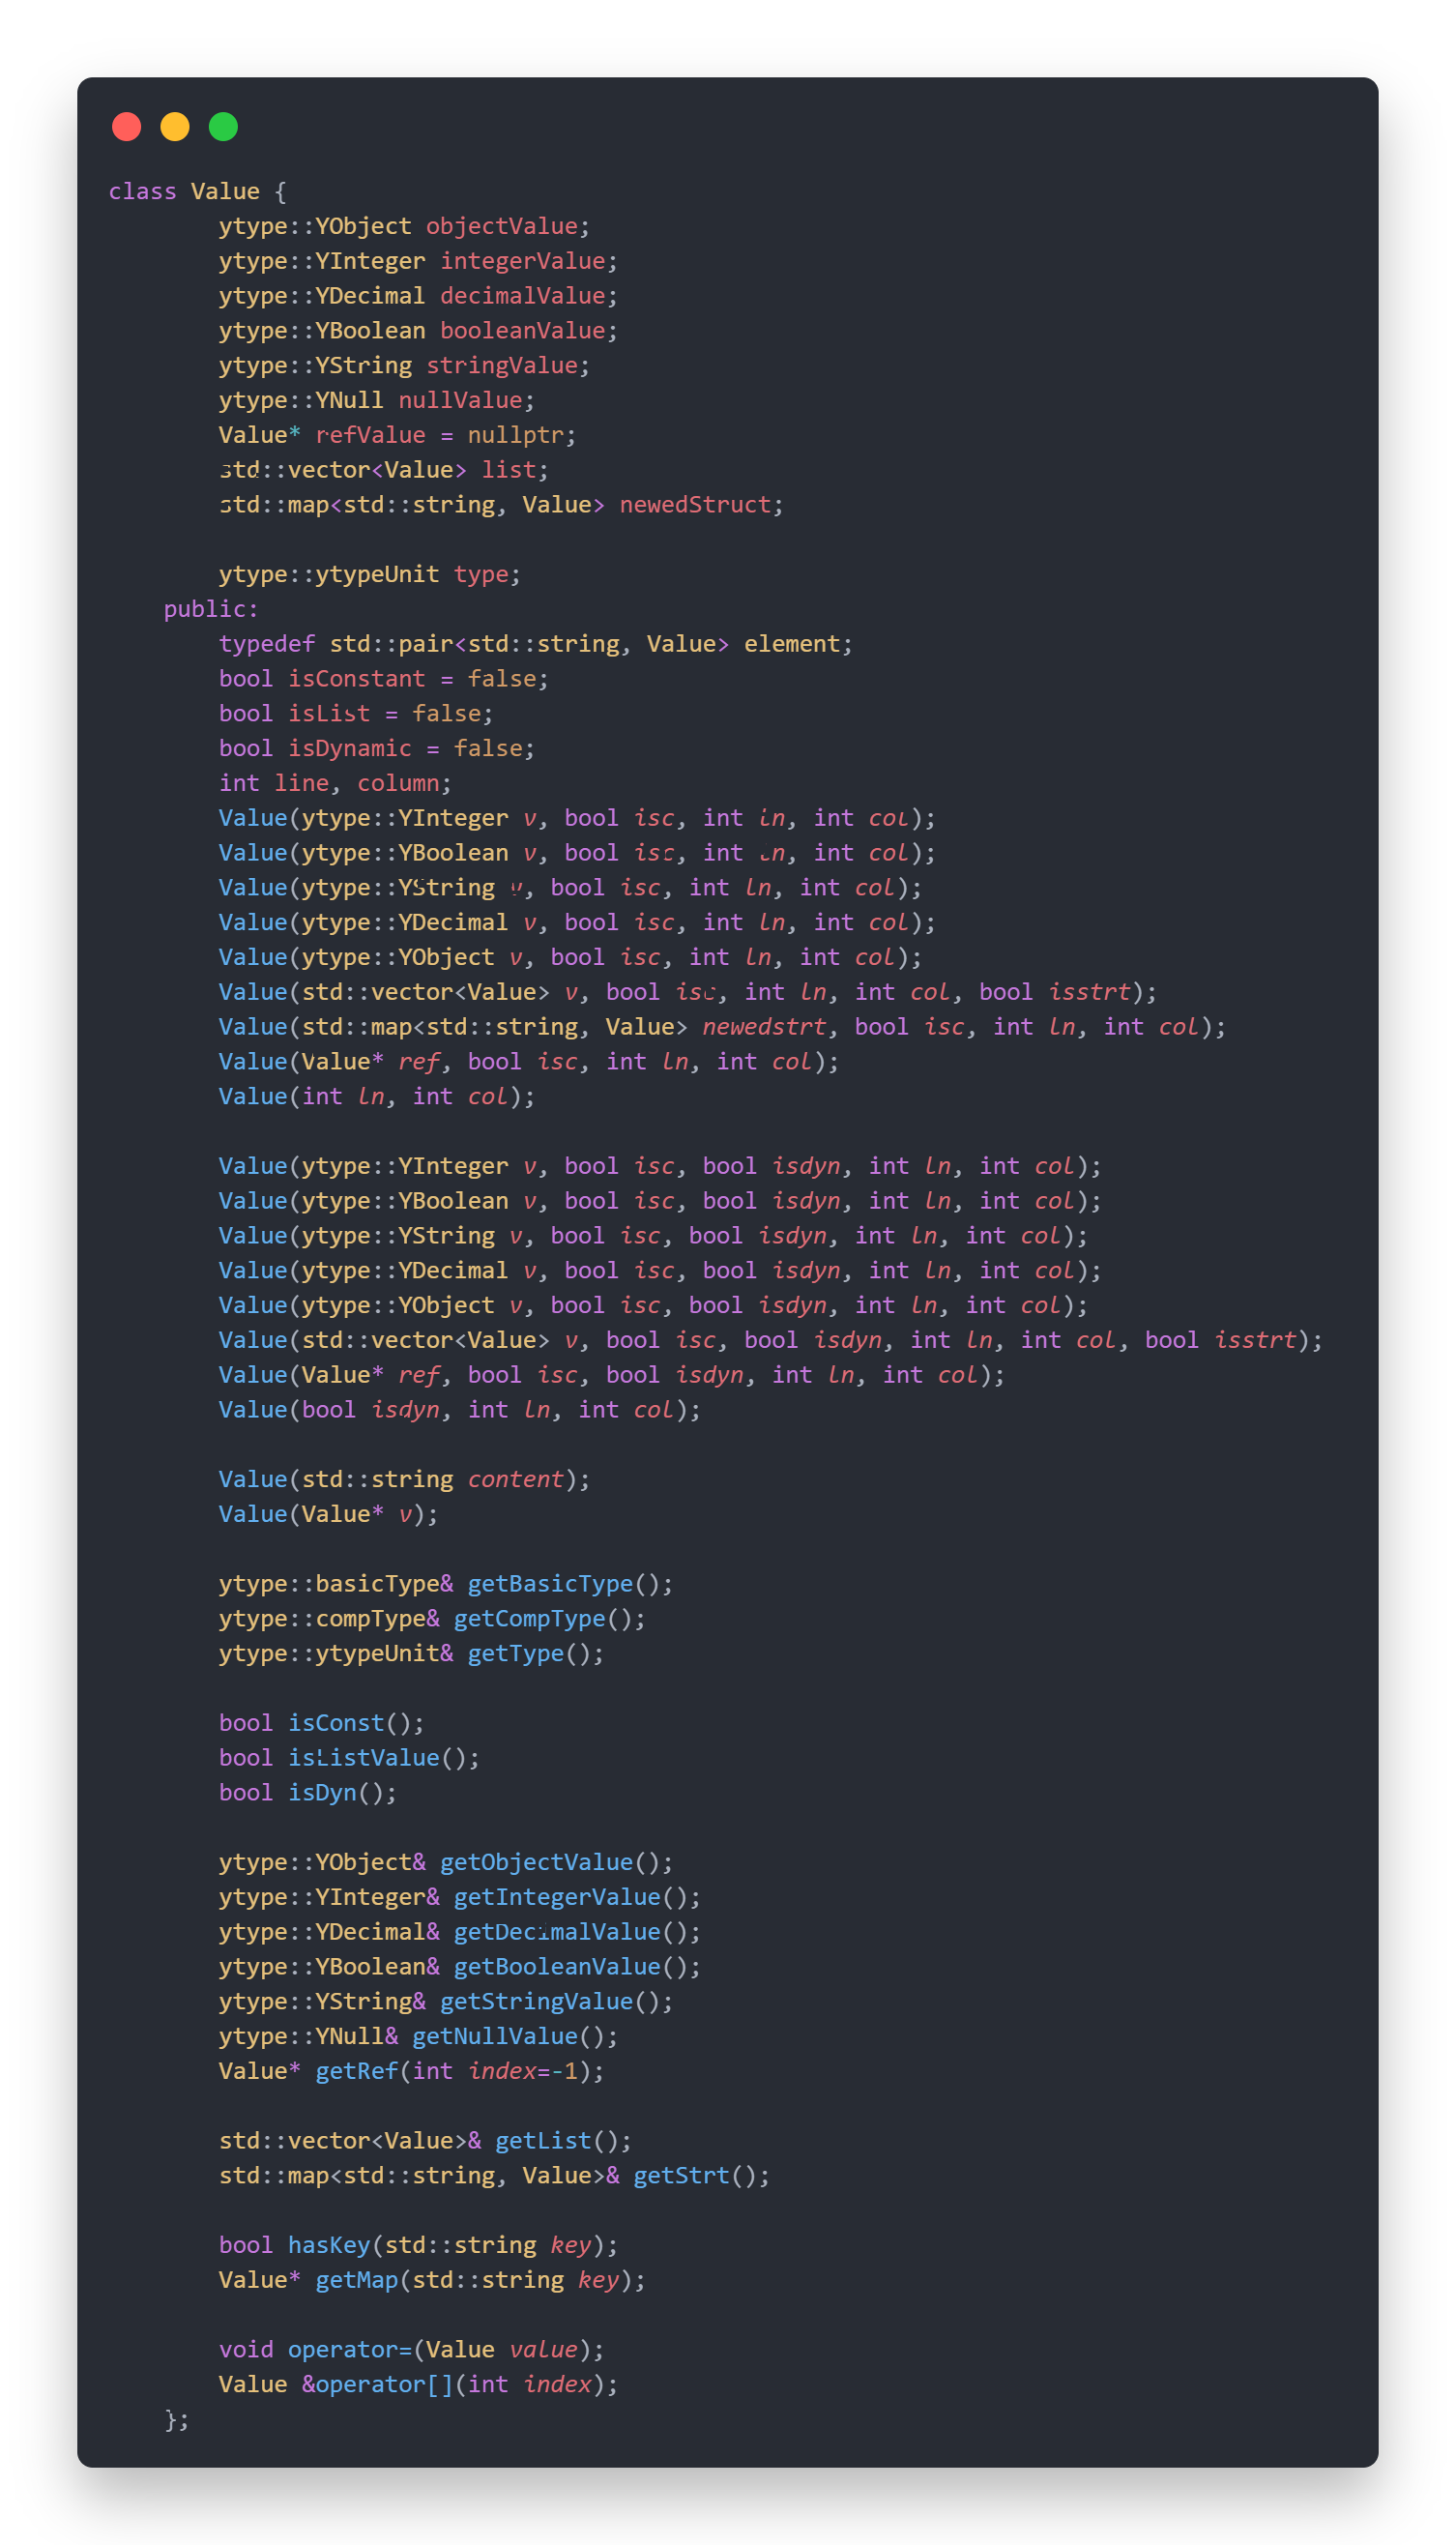 class Value {
        ytype::YObject objectValue;
        ytype::YInteger integerValue;
        ytype::YDecimal decimalValue;
        ytype::YBoolean booleanValue;
        ytype::YString stringValue;
        ytype::YNull nullValue;
        Value* refValue = nullptr;
        std::vector<Value> list;
        std::map<std::string, Value> newedStruct;

        ytype::ytypeUnit type;
    public:
        typedef std::pair<std::string, Value> element;
        bool isConstant = false;
        bool isList = false;
        bool isDynamic = false;
        int line, column;
        Value(ytype::YInteger v, bool isc, int ln, int col);
        Value(ytype::YBoolean v, bool isc, int ln, int col);
        Value(ytype::YString v, bool isc, int ln, int col);
        Value(ytype::YDecimal v, bool isc, int ln, int col);
        Value(ytype::YObject v, bool isc, int ln, int col);
        Value(std::vector<Value> v, bool isc, int ln, int col, bool isstrt);
        Value(std::map<std::string, Value> newedstrt, bool isc, int ln, int col);
        Value(Value* ref, bool isc, int ln, int col);
        Value(int ln, int col);

        Value(ytype::YInteger v, bool isc, bool isdyn, int ln, int col);
        Value(ytype::YBoolean v, bool isc, bool isdyn, int ln, int col);
        Value(ytype::YString v, bool isc, bool isdyn, int ln, int col);
        Value(ytype::YDecimal v, bool isc, bool isdyn, int ln, int col);
        Value(ytype::YObject v, bool isc, bool isdyn, int ln, int col);
        Value(std::vector<Value> v, bool isc, bool isdyn, int ln, int col, bool isstrt);
        Value(Value* ref, bool isc, bool isdyn, int ln, int col);
        Value(bool isdyn, int ln, int col);

        Value(std::string content);
        Value(Value* v);

        ytype::basicType& getBasicType();
        ytype::compType& getCompType();
        ytype::ytypeUnit& getType();

        bool isConst();
        bool isListValue();
        bool isDyn();

        ytype::YObject& getObjectValue();
        ytype::YInteger& getIntegerValue();
        ytype::YDecimal& getDecimalValue();
        ytype::YBoolean& getBooleanValue();
        ytype::YString& getStringValue();
        ytype::YNull& getNullValue();
        Value* getRef(int index=-1);

        std::vector<Value>& getList();
        std::map<std::string, Value>& getStrt();

        bool hasKey(std::string key);
        Value* getMap(std::string key);

        void operator=(Value value);
        Value &operator[](int index);
    };